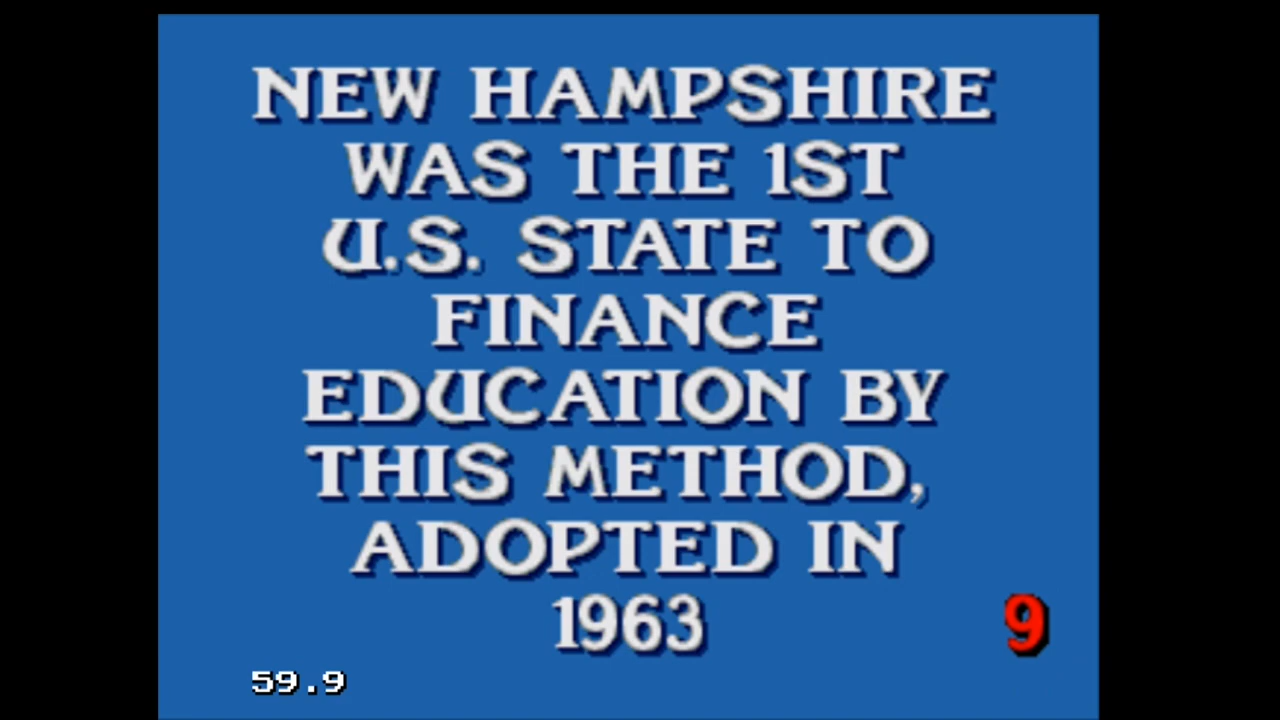 NEW HAMPSHIRE
WAS THE 1ST
U.S. STATE TO
FINANCE
EDUCATION BY
THIS METHOD,
ADOPTED IN
1963
9
59.9